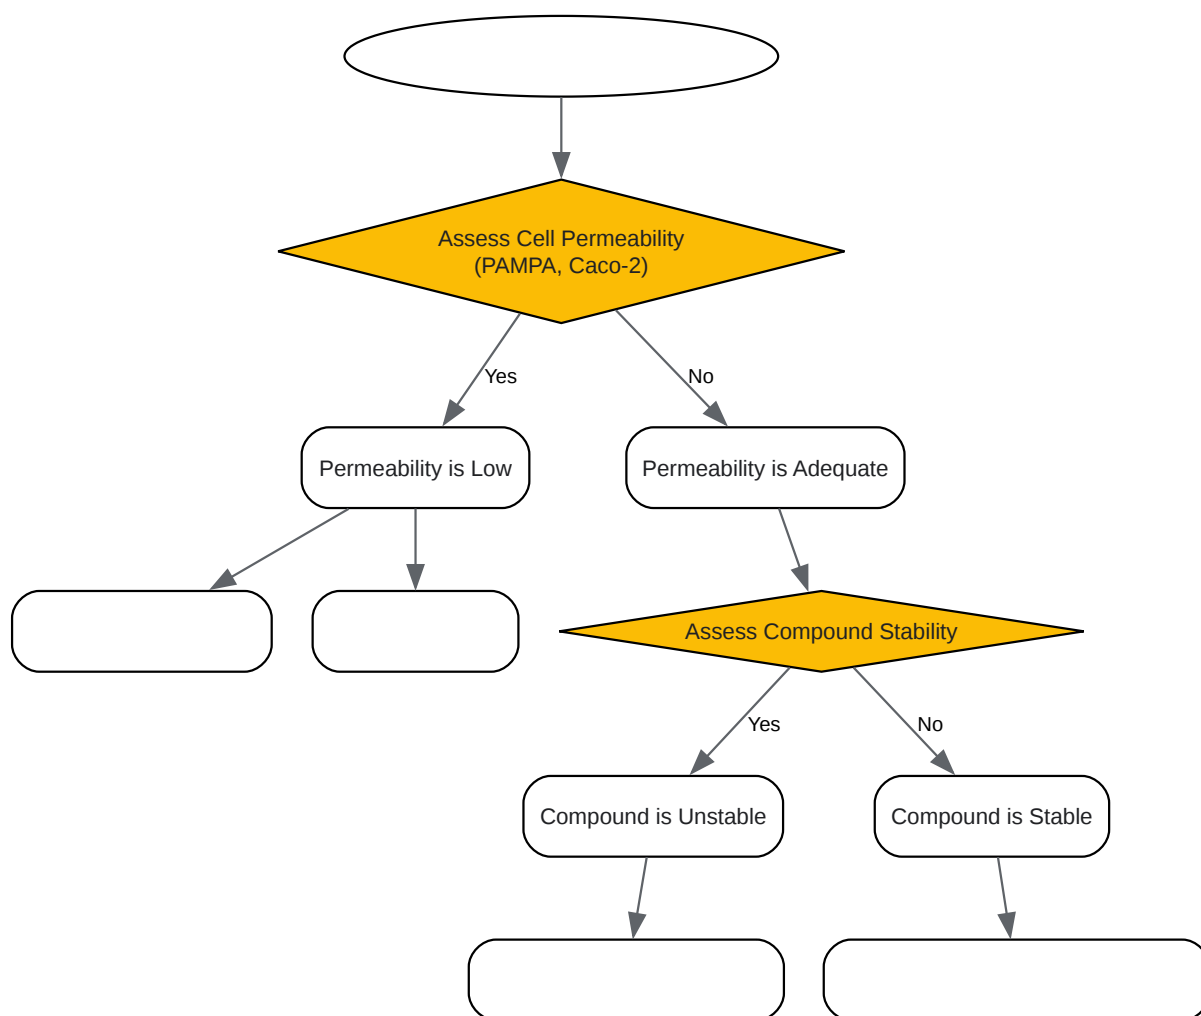 Assess Cell Permeability
(PAMPA, Caco-2)
Yes
No
Permeability is Low
Permeability is Adequate
Assess Compound Stability
Yes
No
Compound is Unstable
Compound is Stable